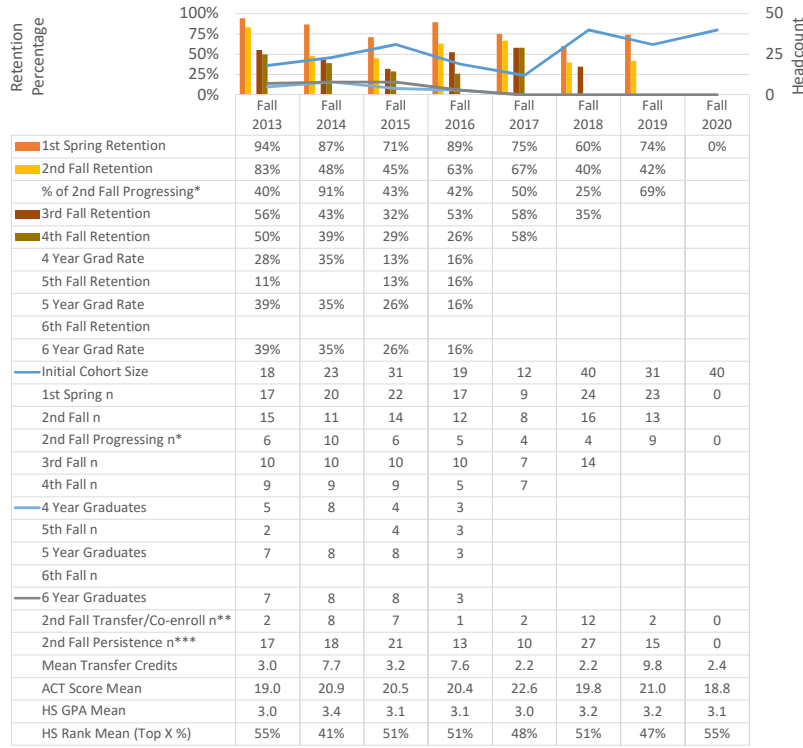 Retention
Percentage
100%
75%
50%
25%
0%
50
25
0
Headcount
Fall 2013 Fall 2014 Fall 2015 Fall 2016 Fall 2017 Fall 2018 Fall 2019 Fall 2020
1st Spring Retention 94% 87% 71% 89% 75% 60% 74% 0%
2nd Fall Retention 83% 48% 45% 63% 67% 40% 42%
% of 2nd Fall Progressing* 40% 91% 43% 42% 50% 25% 69%
3rd Fall Retention 56% 43% 32% 53% 58% 35%
4th Fall Retention 50% 39% 29% 26% 58%
4 Year Grad Rate 28% 35% 13% 16%
5th Fall Retention 11% 13% 16%
5 Year Grad Rate 39% 35% 26% 16%
6th Fall Retention
6 Year Grad Rate 39% 35% 26% 16%
Initial Cohort Size 18 23 31 19 12 40 31 40
1st Spring n 17 20 22 17 9 24 23 0
2nd Fall n 15 11 14 12 8 16 13
2nd Fall Progressing n* 6 10 6 5 4 4 9 0
3rd Fall n 10 10 10 10 7 14
4th Fall n 9 9 9 5 7
4 Year Graduates 5 8 4 3
5th Fall n 2 4 3
5 Year Graduates 7 8 8 3
6th Fall n
6 Year Graduates 7 8 8 3
2nd Fall Transfer/Co-enroll n** 2 8 7 1 2 12 2 0
2nd Fall Persistence n*** 17 18 21 13 10 27 15 0
Mean Transfer Credits 3.0 7.7 3.2 7.6 2.2 2.2 9.8 2.4
ACT Score Mean 19.0 20.9 20.5 20.4 22.6 19.8 21.0 18.8
HS GPA Mean 3.0 3.4 3.1 3.1 3.0 3.2 3.2 3.1
HS Rank Mean (Top X %) 55% 41% 51% 51% 48% 51% 47% 55%